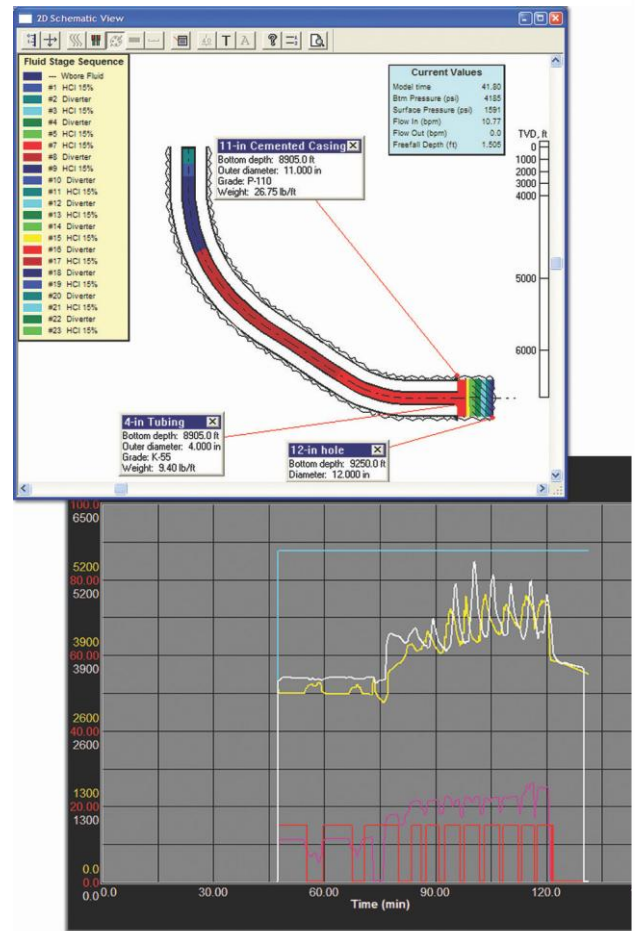 2D Schematic View
Fluid Stage Sequence
— Wbore Fluid
#1 HCl 15%
#2 Diverter
#3 HCl 15%
#4 Diverter
#5 HCl 15%
#7 HCl 15%
#8 Diverter
#9 HCl 15%
#10 Diverter
#11 HCl 15%
#12 Diverter
#13 HCl 15%
#14 Diverter
#15 HCl 15%
#16 Diverter
#17 HCl 15%
#18 Diverter
#19 HCl 15%
#20 Diverter
#21 HCl 15%
#22 Diverter
#23 HCl 15%
Current Values
Model time 41.80
Btm Pressure (psi) 4185
Surface Pressure (psi) 1591
Flow In (bpm) 10.77
Flow Out (bpm) 0.0
Freefall Depth (ft) 1.505
TVD, ft
0
1000
2000
3000
4000
5000
6000
11-in Cemented Casing
Bottom depth: 8905.0 ft
Outer diameter: 11.000 in
Grade: P-110
Weight: 26.75 lb/ft
4-in Tubing
Bottom depth: 8905.0 ft
Outer diameter: 4.000 in
Grade: K-55
Weight: 9.40 lb/ft
12-in hole
Bottom depth: 9250.0 ft
Diameter: 12.000 in
100.0
6500
5200
80.00
5200
3900
60.00
3900
2600
40.00
2600
1300
20.00
1300
0.0
0.0
0.0
0.0 30.00 60.00 90.00 120.0
Time (min)